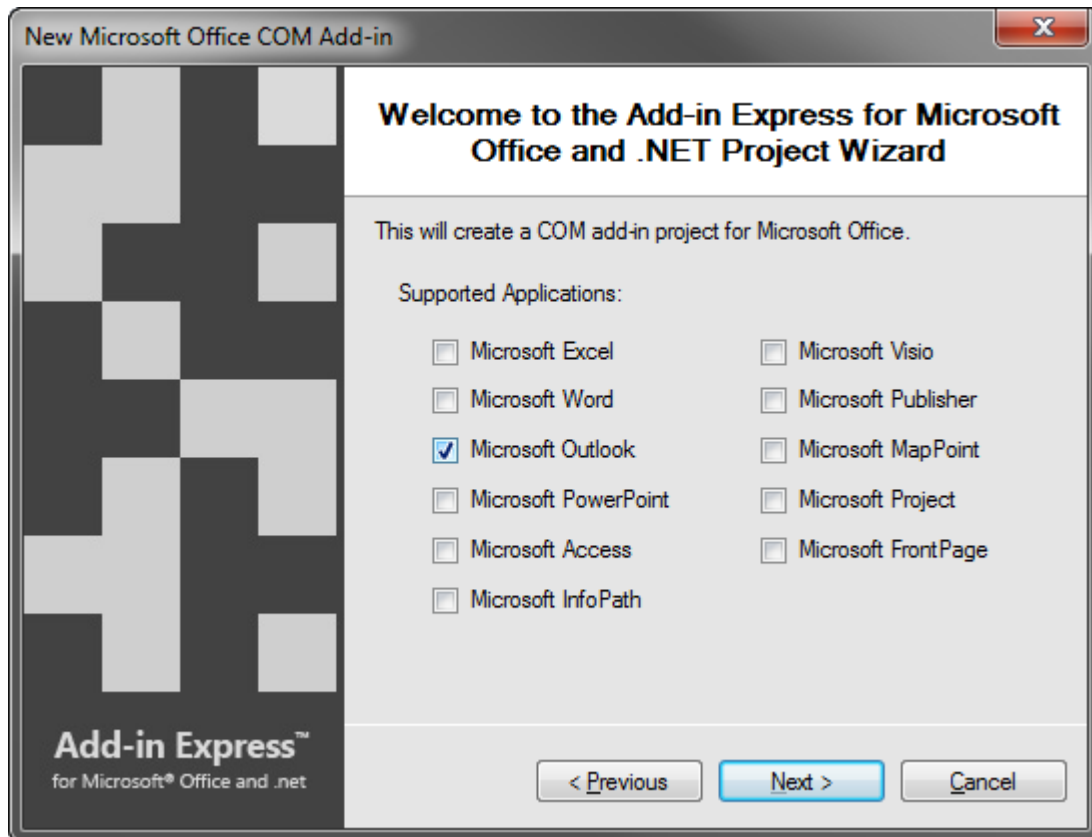 New Microsoft Office COM Add-in
Welcome to the Add-in Express for Microsoft
Office and .NET Project Wizard
This will create a COM add-in project for Microsoft Office.
Supported Applications:
Microsoft Excel
Microsoft Word
Microsoft Outlook
Microsoft PowerPoint
Microsoft Access
Microsoft InfoPath
Microsoft Visio
Microsoft Publisher
Microsoft MapPoint
Microsoft Project
Microsoft FrontPage
Add-in Express™
for Microsoft® Office and .net
< Previous
Next >
Cancel